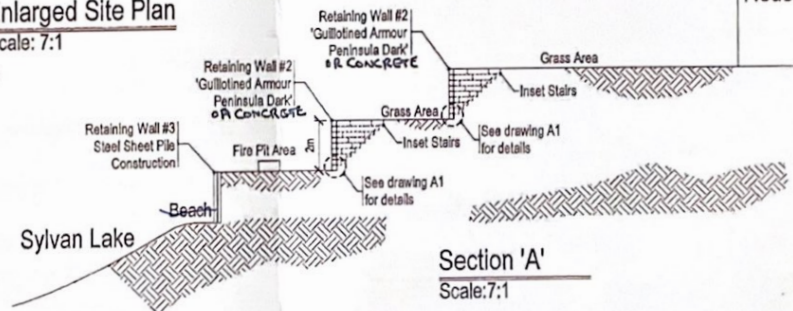 nlarged Site Plan
cale: 7:1
Retaining Wall #2
'Guillotined Armour
Peninsula Dark'
OR CONCRETE
Grass Area
Inset Stairs
Retaining Wall #2
'Guillotined Armour
Peninsula Dark'
OR CONCRETE
Grass Area
Inset Stairs
See drawing A1
for details
Retaining Wall #3
Steel Sheet Pile
Construction
Fire Pit Area
2m
See drawing A1
for details
Beach
Sylvan Lake
Section 'A'
Scale:7:1